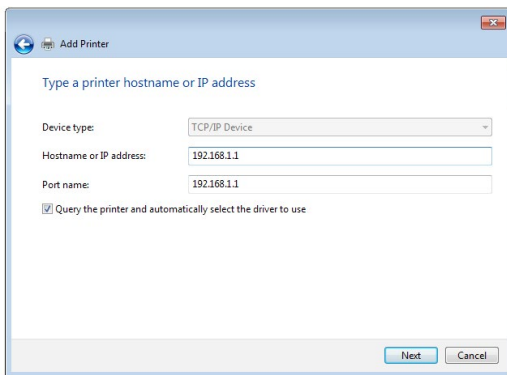 Add Printer
Type a printer hostname or IP address
Device type: TCP/IP Device
Hostname or IP address: 192.168.1.1
Port name: 192.168.1.1
Query the printer and automatically select the driver to use
Next Cancel